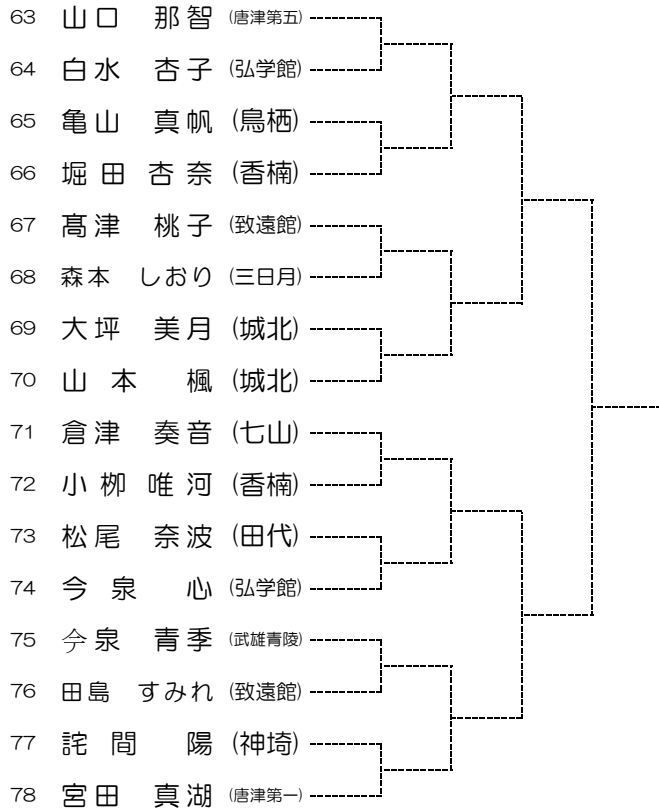 63 山口 那智 (唐津第五)
64 白水 杏子 (弘学館)
65 亀山 真帆 (鳥栖)
66 堀田 杏奈 (香楠)
67 髙津 桃子 (致遠館)
68 森本 しおり (三日月)
69 大坪 美月 (城北)
70 山本 楓 (城北)
71 倉津 奏音 (七山)
72 小栁 唯河 (香楠)
73 松尾 奈波 (田代)
74 今泉 心 (弘学館)
75 今泉 青季 (武雄青陵)
76 田島 すみれ (致遠館)
77 詫間 陽 (神埼)
78 宮田 真湖 (唐津第一)